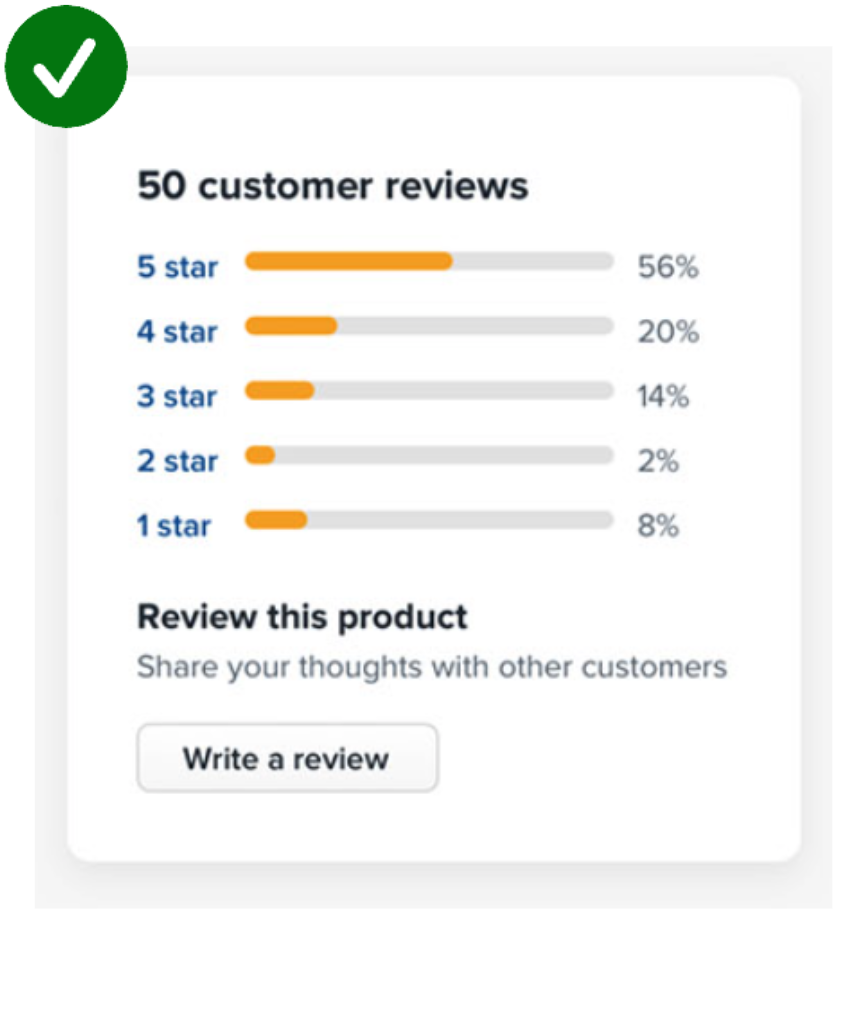 50 customer reviews
5 star 56%
4 star 20%
3 star 14%
2 star 2%
1 star 8%
Review this product
Share your thoughts with other customers
Write a review